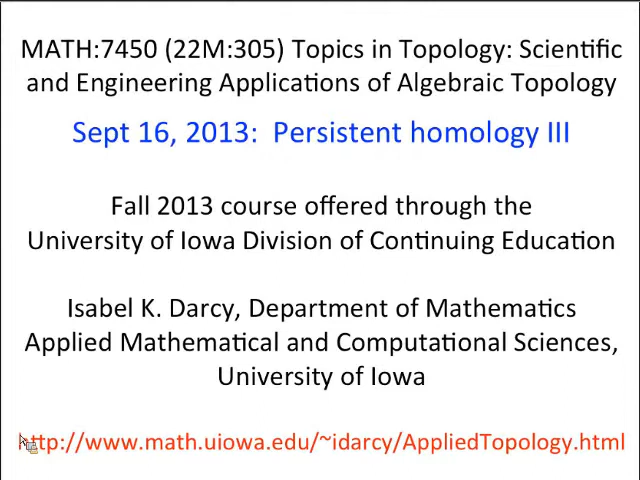 MATH:7450 (22M:305) Topics in Topology: Scientific
and Engineering Applications of Algebraic Topology
Sept 16, 2013:  Persistent homology III
Fall 2013 course offered through the
University of Iowa Division of Continuing Education
Isabel K. Darcy, Department of Mathematics
Applied Mathematical and Computational Sciences,
University of Iowa
http://www.math.uiowa.edu/~idarcy/AppliedTopology.html